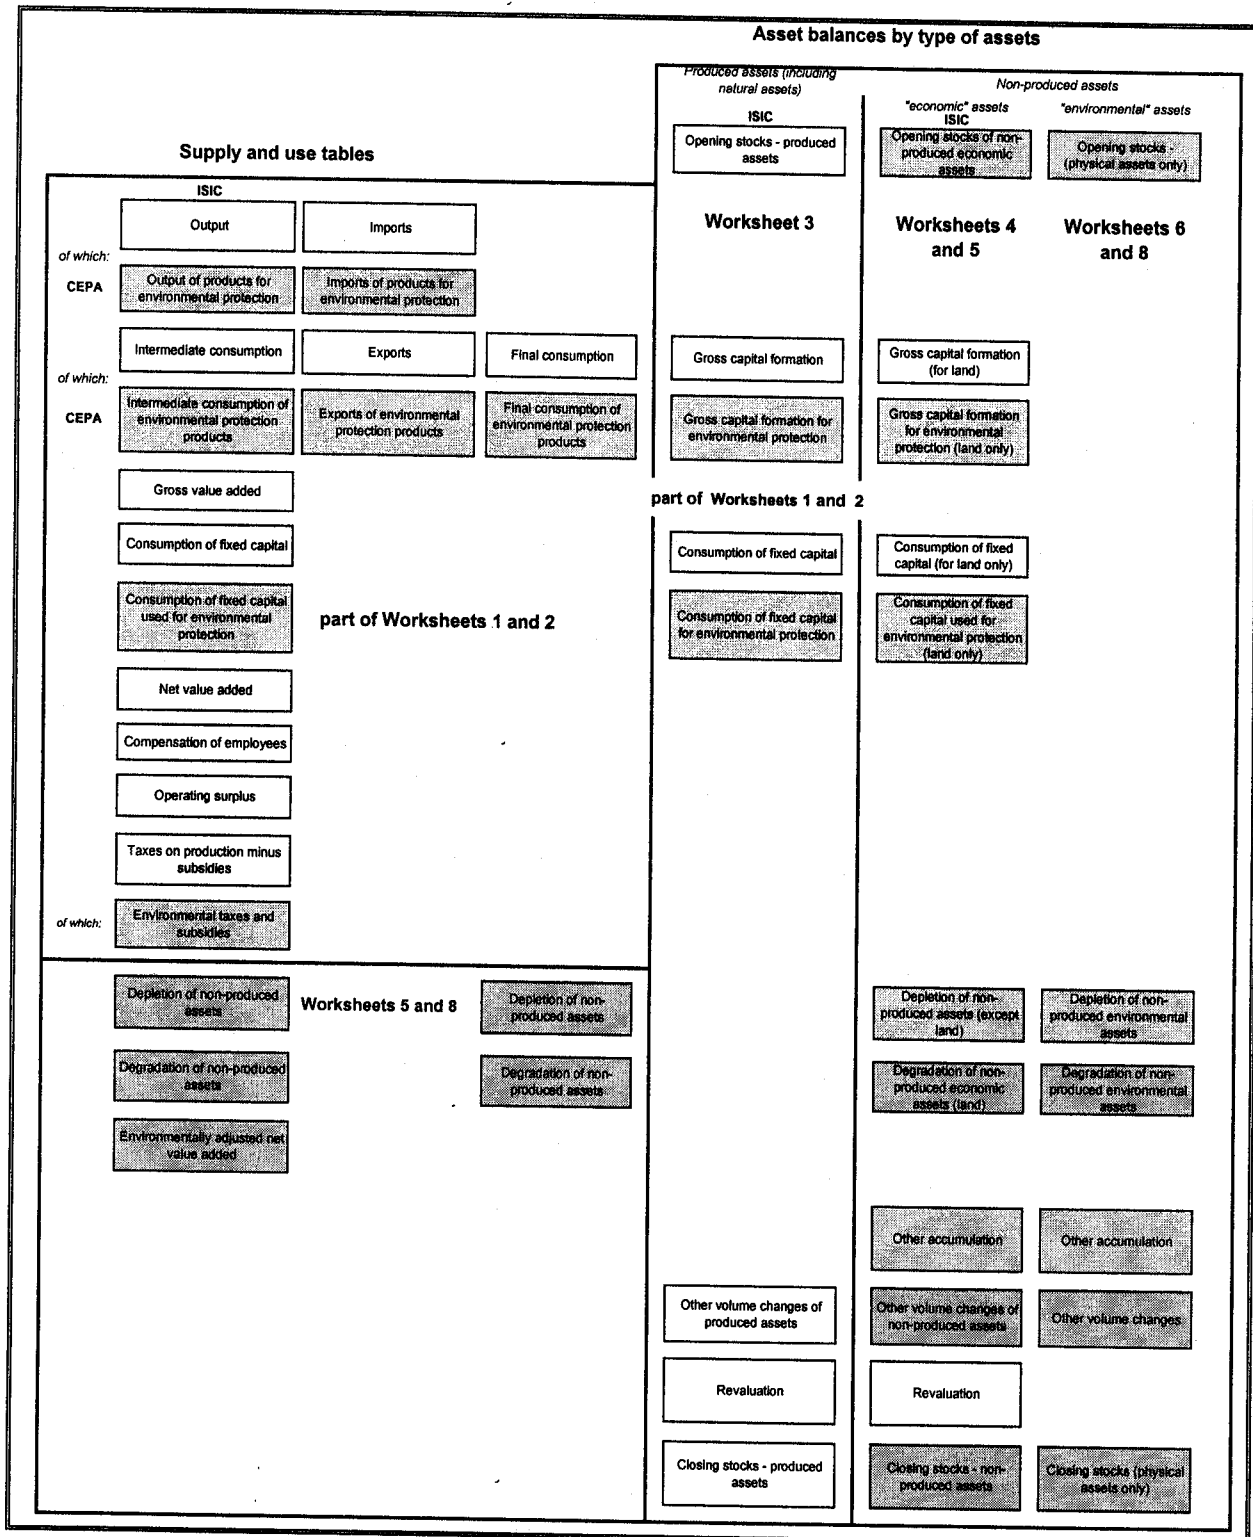 Asset balances by type of assets
Produced assets (including
natural assets)
Non-produced assets
"economic" assets
"environmental" assets
ISIC
ISIC
Opening stocks - produced
assets
Opening stocks of non-
produced economic
assets
Opening stocks -
(physical assets only)
Supply and use tables
ISIC
Output
Imports
Worksheet 3
Worksheets 4
and 5
Worksheets 6
and 8
of which:
CEPA
Output of products for
environmental protection
Imports of products for
environmental protection
Intermediate consumption
Exports
Final consumption
Gross capital formation
Gross capital formation
(for land)
of which:
CEPA
Intermediate consumption of
environmental protection
products
Exports of environmental
protection products
Final consumption of
environmental protection
products
Gross capital formation for
environmental protection
Gross capital formation
for environmental
protection (land only)
Gross value added
part of Worksheets 1 and 2
Consumption of fixed capital
Consumption of fixed capital
Consumption of fixed
capital (for land only)
Consumption of fixed capital
used for environmental
protection
part of Worksheets 1 and 2
Consumption of fixed capital
for environmental protection
Consumption of fixed
capital used for
environmental protection
(land only)
Net value added
Compensation of employees
Operating surplus
Taxes on production minus
subsidies
of which:
Environmental taxes and
subsidies
Depletion of non-produced
assets
Worksheets 5 and 8
Depletion of non-
produced assets
Depletion of non-
produced assets (except
land)
Depletion of non-
produced environmental
assets
Degradation of non-produced
assets
Degradation of non-
produced assets
Degradation of non-
produced economic
assets (land)
Degradation of non-
produced environmental
assets
Environmentally adjusted net
value added
Other accumulation
Other accumulation
Other volume changes of
produced assets
Other volume changes of
non-produced assets
Other volume changes
Revaluation
Revaluation
Closing stocks - produced
assets
Closing stocks - non-
produced assets
Closing stocks (physical
assets only)